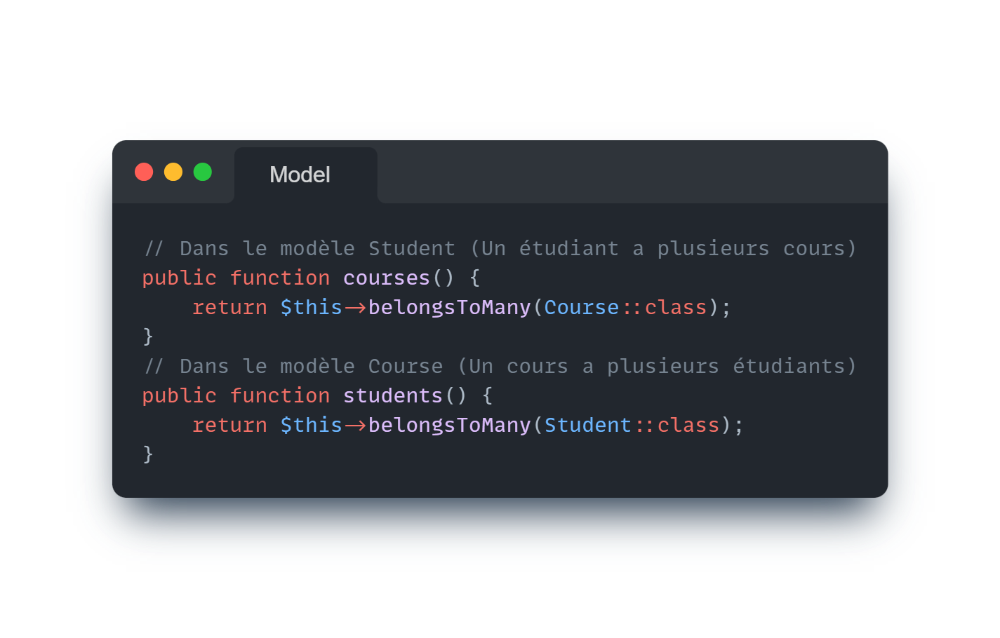 Model
// Dans le modèle Student (Un étudiant a plusieurs cours)
public function courses() {
    return $this->belongsToMany(Course::class);
}
// Dans le modèle Course (Un cours a plusieurs étudiants)
public function students() {
    return $this->belongsToMany(Student::class);
}